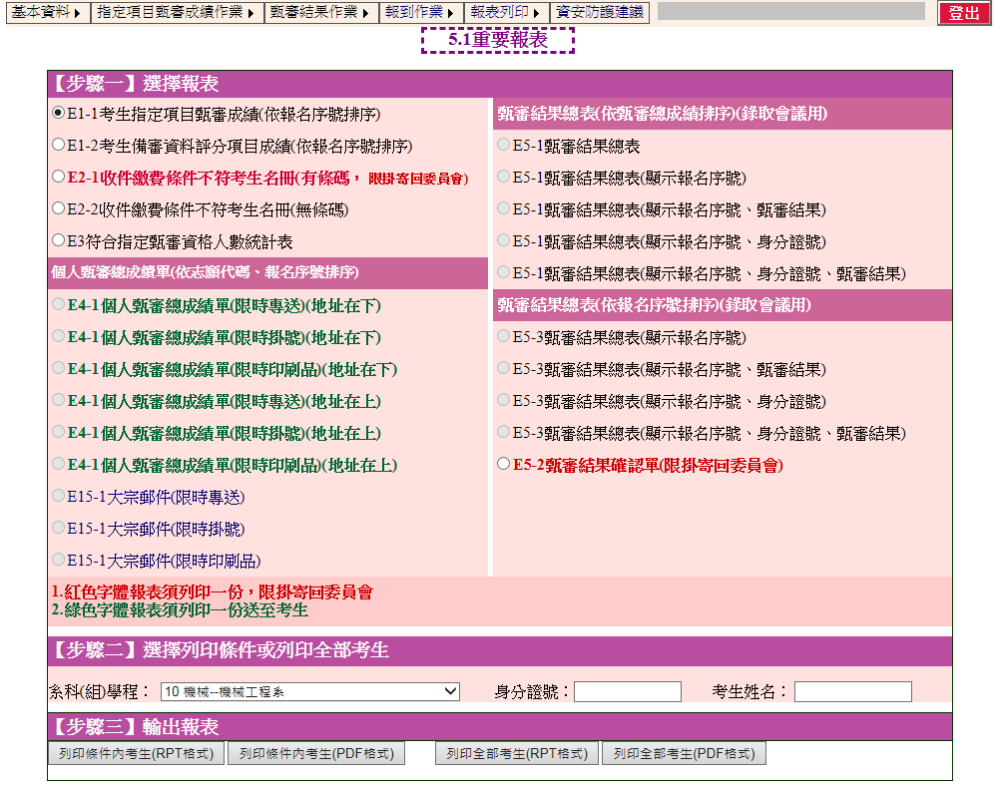 基本資料 指定項目甄審成績作業 甄審結果作業 報到作業 報表列印 資安防護建議 登出
5.1重要報表
【步驟一】選擇報表
E1-1考生指定項目甄審成績(依報名序號排序)
E1-2考生備審資料評分項目成績(依報名序號排序)
E2-1收件繳費條件不符考生名冊(有條碼， 限掛寄回委員會)
E2-2收件繳費條件不符考生名冊(無條碼)
E3符合指定甄審資格人數統計表
個人甄審總成績單(依志願代碼、報名序號排序)
E4-1個人甄審總成績單(限時專送)(地址在下)
E4-1個人甄審總成績單(限時掛號)(地址在下)
E4-1個人甄審總成績單(限時印刷品)(地址在下)
E4-1個人甄審總成績單(限時專送)(地址在上)
E4-1個人甄審總成績單(限時掛號)(地址在上)
E4-1個人甄審總成績單(限時印刷品)(地址在上)
E15-1大宗郵件(限時專送)
E15-1大宗郵件(限時掛號)
E15-1大宗郵件(限時印刷品)
甄審結果總表(依甄審總成績排序)(錄取會議用)
E5-1甄審結果總表
E5-1甄審結果總表(顯示報名序號)
E5-1甄審結果總表(顯示報名序號、甄審結果)
E5-1甄審結果總表(顯示報名序號、身分證號)
E5-1甄審結果總表(顯示報名序號、身分證號、甄審結果)
甄審結果總表(依報名序號排序)(錄取會議用)
E5-3甄審結果總表(顯示報名序號)
E5-3甄審結果總表(顯示報名序號、甄審結果)
E5-3甄審結果總表(顯示報名序號、身分證號)
E5-3甄審結果總表(顯示報名序號、身分證號、甄審結果)
E5-2甄審結果確認單(限掛寄回委員會)
1.紅色字體報表須列印一份，限掛寄回委員會
2.綠色字體報表須列印一份送至考生
【步驟二】選擇列印條件或列印全部考生
系科(組)學程： 10 機械--機械工程系 身分證號： 考生姓名：
【步驟三】輸出報表
列印條件內考生(RPT格式) 列印條件內考生(PDF格式) 列印全部考生(RPT格式) 列印全部考生(PDF格式)